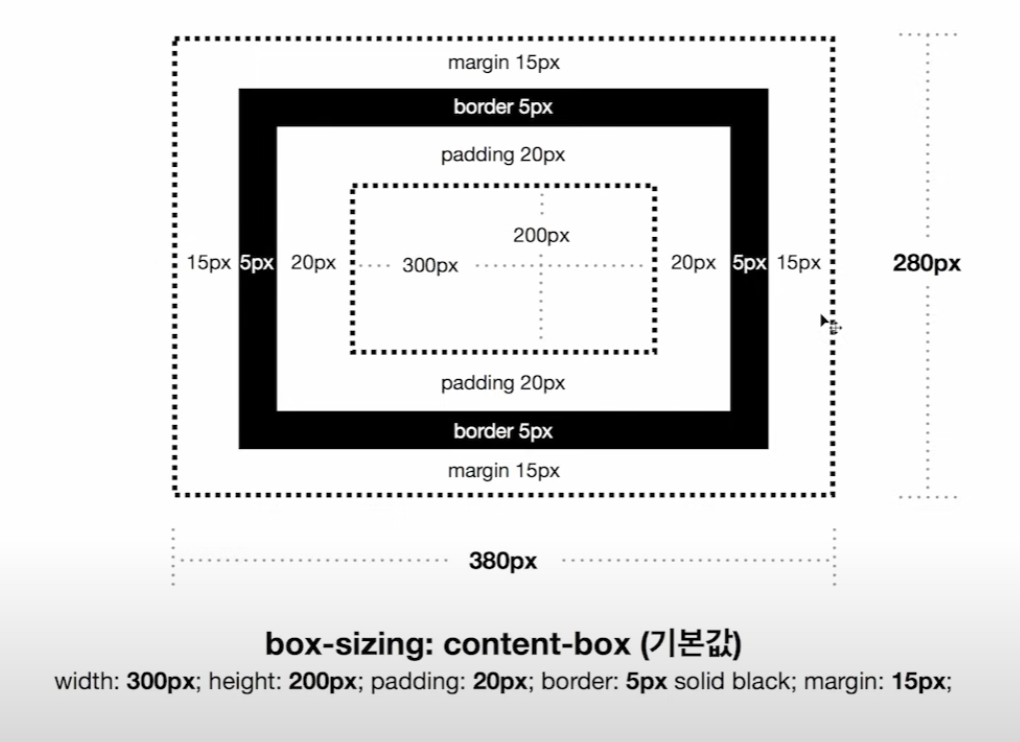 margin 15px
border 5px
padding 20px
200px
15px 5px 20px 300px 20px 5px 15px 280px
padding 20px
border 5px
margin 15px
380px
box-sizing: content-box (기본값)
width: 300px; height: 200px; padding: 20px; border: 5px solid black; margin: 15px;